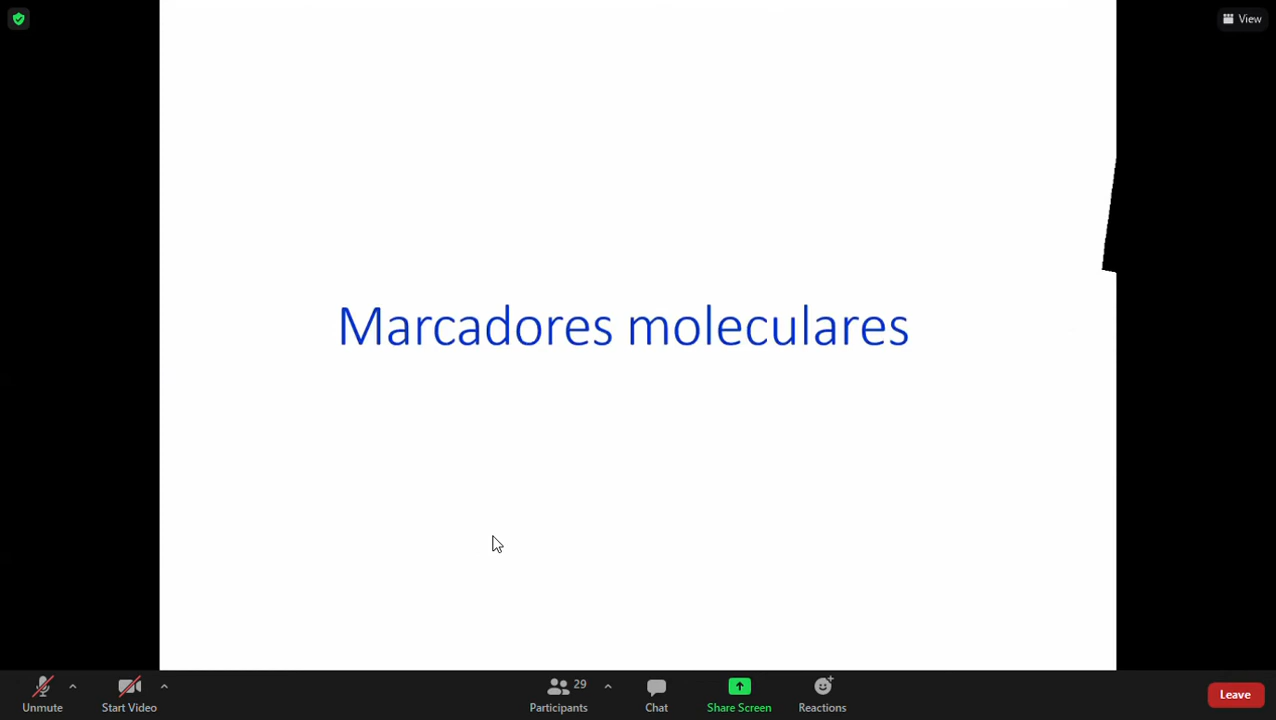 View
Marcadores moleculares
Unmute
Start Video
29
Participants
Chat
Share Screen
Reactions
Leave